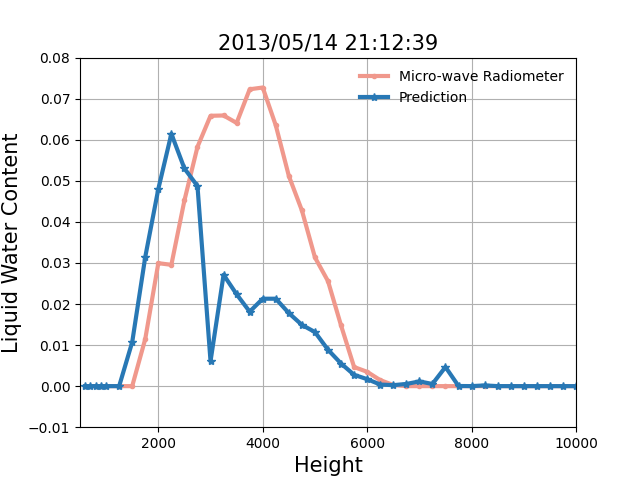 2013/05/14 21:12:39
0.08
0.07
0.06
0.05
0.04
0.03
0.02
0.01
0.00
−0.01
Liquid Water Content
Micro-wave Radiometer
Prediction
2000 4000 6000 8000 10000
Height